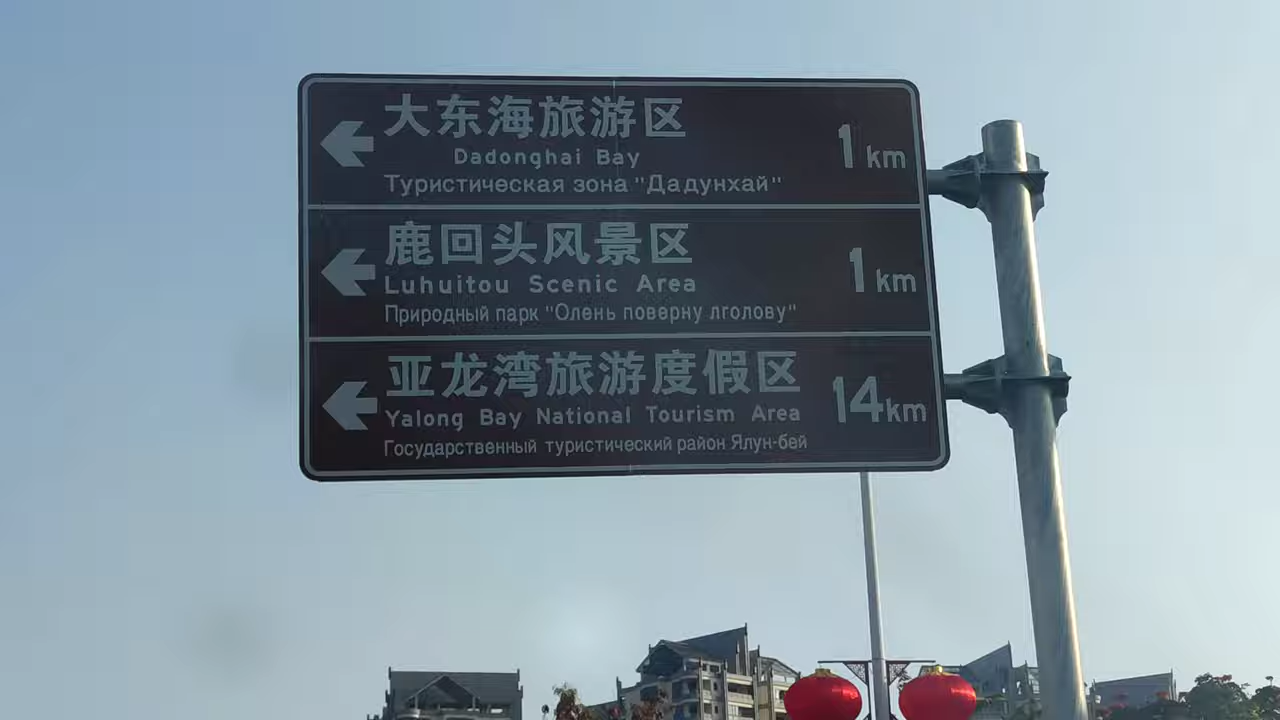 大东海旅游区
Dadonghai Bay
Туристическая зона "Дадунхай"
1 km
鹿回头风景区
Luhuitou Scenic Area
Природный парк "Олень поверну лголову"
1 km
亚龙湾旅游度假区
Yalong Bay National Tourism Area
Государственный туристический район Ялун-бей
14 km